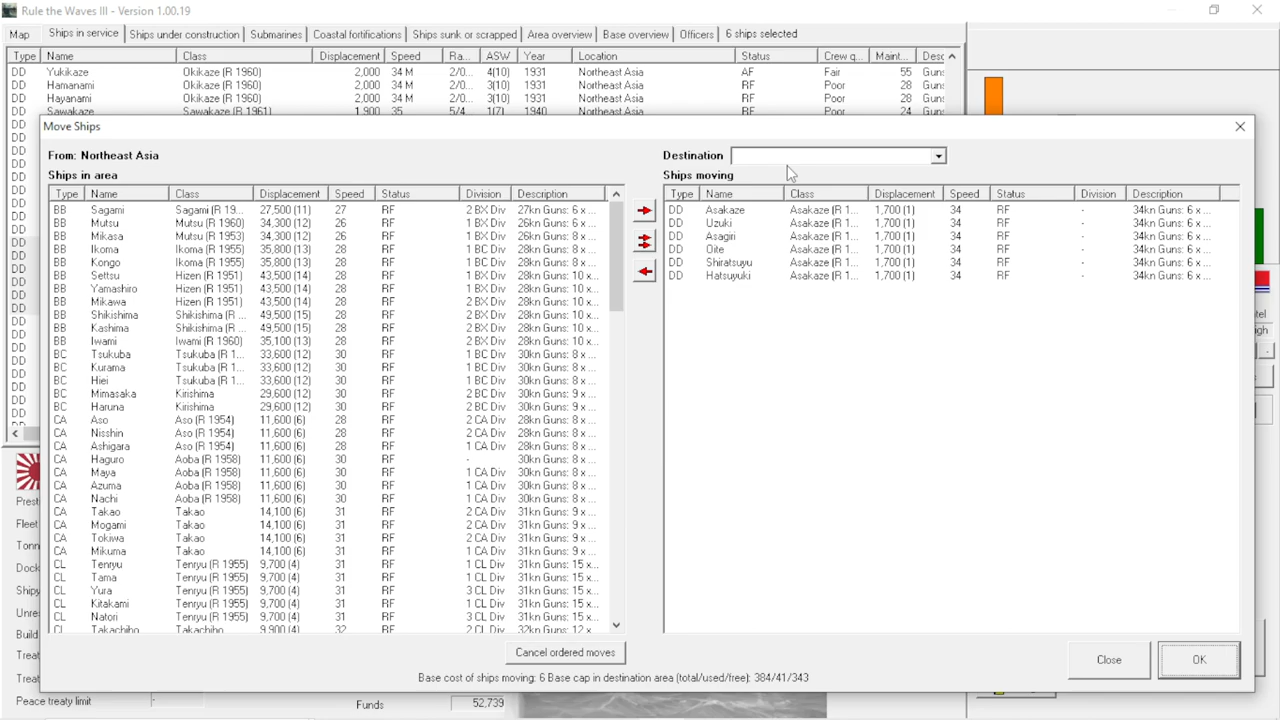 Rule the Waves III - Version 1.00.19
Map Ships in service Ships under construction Submarines Coastal fortifications Ships sunk or scrapped Area overview Base overview Officers 6 ships selected
Type Name Class Displacement Speed Ra... ASW Year Location Status Crew q... Maint... Desc
DD Yukikaze Okikaze (R 1960) 2,000 34 M 2/0... 4(10) 1931 Northeast Asia AF Fair 55 Guns
DD Hamanami Okikaze (R 1960) 2,000 34 M 2/0... 3(10) 1931 Northeast Asia RF Poor 28 Guns
DD Hayanami Okikaze (R 1960) 2,000 34 M 2/0... 3(10) 1931 Northeast Asia RF Poor 28 Guns
DD Sawakaze Sawakaze (R 1961) 1,900 35 5/4 1(7) 1940 Northeast Asia RF Poor 24 Guns
Move Ships
From: Northeast Asia
Destination
Ships in area
Type Name Class Displacement Speed Status Division Description
BB Sagami Sagami (R 19... 27,500 (11) 27 RF 2 BX Div 27kn Guns: 6 x ...
BB Mutsu Mutsu (R 1960) 34,300 (12) 26 RF 1 BX Div 26kn Guns: 6 x ...
BB Mikasa Mutsu (R 1953) 34,300 (12) 26 RF 1 BX Div 26kn Guns: 6 x ...
BB Ikoma Ikoma (R 1955) 35,800 (13) 28 RF 1 BC Div 28kn Guns: 8 x ...
BB Kongo Ikoma (R 1955) 35,800 (13) 28 RF 1 BC Div 28kn Guns: 8 x ...
BB Settsu Hizen (R 1951) 43,500 (14) 28 RF 1 BX Div 28kn Guns: 10 x...
BB Yamashiro Hizen (R 1951) 43,500 (14) 28 RF 1 BX Div 28kn Guns: 10 x...
BB Mikawa Hizen (R 1951) 43,500 (14) 28 RF 1 BX Div 28kn Guns: 10 x...
BB Shikishima Shikishima (R ... 49,500 (15) 28 RF 2 BX Div 28kn Guns: 10 x...
BB Kashima Shikishima (R ... 49,500 (15) 28 RF 2 BX Div 28kn Guns: 10 x...
BB Iwami Iwami (R 1960) 35,100 (13) 28 RF 2 BX Div 28kn Guns: 10 x...
BC Tsukuba Tsukuba (R 1... 33,600 (12) 30 RF 1 BC Div 30kn Guns: 8 x ...
BC Kurama Tsukuba (R 1... 33,600 (12) 30 RF 1 BC Div 30kn Guns: 8 x ...
BC Hiei Tsukuba (R 1... 33,600 (12) 30 RF 1 BC Div 30kn Guns: 8 x ...
BC Mimasaka Kirishima 29,600 (12) 30 RF 2 BC Div 30kn Guns: 9 x ...
BC Haruna Kirishima 29,600 (12) 30 RF 2 BC Div 30kn Guns: 9 x ...
CA Aso Aso (R 1954) 11,600 (6) 28 RF 2 CA Div 28kn Guns: 8 x ...
CA Nisshin Aso (R 1954) 11,600 (6) 28 RF 2 CA Div 28kn Guns: 8 x ...
CA Ashigara Aso (R 1954) 11,600 (6) 28 RF 1 CA Div 28kn Guns: 8 x ...
CA Haguro Aoba (R 1958) 11,600 (6) 30 RF - 30kn Guns: 8 x ...
CA Maya Aoba (R 1958) 11,600 (6) 30 RF 1 CA Div 30kn Guns: 8 x ...
CA Azuma Aoba (R 1958) 11,600 (6) 30 RF 1 CA Div 30kn Guns: 8 x ...
CA Nachi Aoba (R 1958) 11,600 (6) 30 RF 1 CA Div 30kn Guns: 8 x ...
CA Takao Takao 14,100 (6) 31 RF 2 CA Div 31kn Guns: 9 x ...
CA Mogami Takao 14,100 (6) 31 RF 2 CA Div 31kn Guns: 9 x ...
CA Tokiwa Takao 14,100 (6) 31 RF 2 CA Div 31kn Guns: 9 x ...
CA Mikuma Takao 14,100 (6) 31 RF 1 CA Div 31kn Guns: 9 x ...
CL Tenryu Tenryu (R 1955) 9,700 (4) 31 RF 1 CL Div 31kn Guns: 15 x...
CL Tama Tenryu (R 1955) 9,700 (4) 31 RF 1 CL Div 31kn Guns: 15 x...
CL Yura Tenryu (R 1955) 9,700 (4) 31 RF 3 CL Div 31kn Guns: 15 x...
CL Kitakami Tenryu (R 1955) 9,700 (4) 31 RF 1 CL Div 31kn Guns: 15 x...
CL Natori Tenryu (R 1955) 9,700 (4) 31 RF 3 CL Div 31kn Guns: 15 x...
CL Takachiho Takachiho 9,900 (4) 32 RF 2 CL Div 32kn Guns: 12 x
Ships moving
Type Name Class Displacement Speed Status Division Description
DD Asakaze Asakaze (R 1... 1,700 (1) 34 RF - 34kn Guns: 6 x ...
DD Uzuki Asakaze (R 1... 1,700 (1) 34 RF - 34kn Guns: 6 x ...
DD Asagiri Asakaze (R 1... 1,700 (1) 34 RF - 34kn Guns: 6 x ...
DD Oite Asakaze (R 1... 1,700 (1) 34 RF - 34kn Guns: 6 x ...
DD Shiratsuyu Asakaze (R 1... 1,700 (1) 34 RF - 34kn Guns: 6 x ...
DD Hatsuyuki Asakaze (R 1... 1,700 (1) 34 RF - 34kn Guns: 6 x ...
Cancel ordered moves
Close
OK
Base cost of ships moving: 6 Base cap in destination area (total/used/free): 384/41/343
Prest
Fleet
Tonn
Dock
Shipy
Unres
Build
Treat
Treat
Peace treaty limit -
Funds 52,739